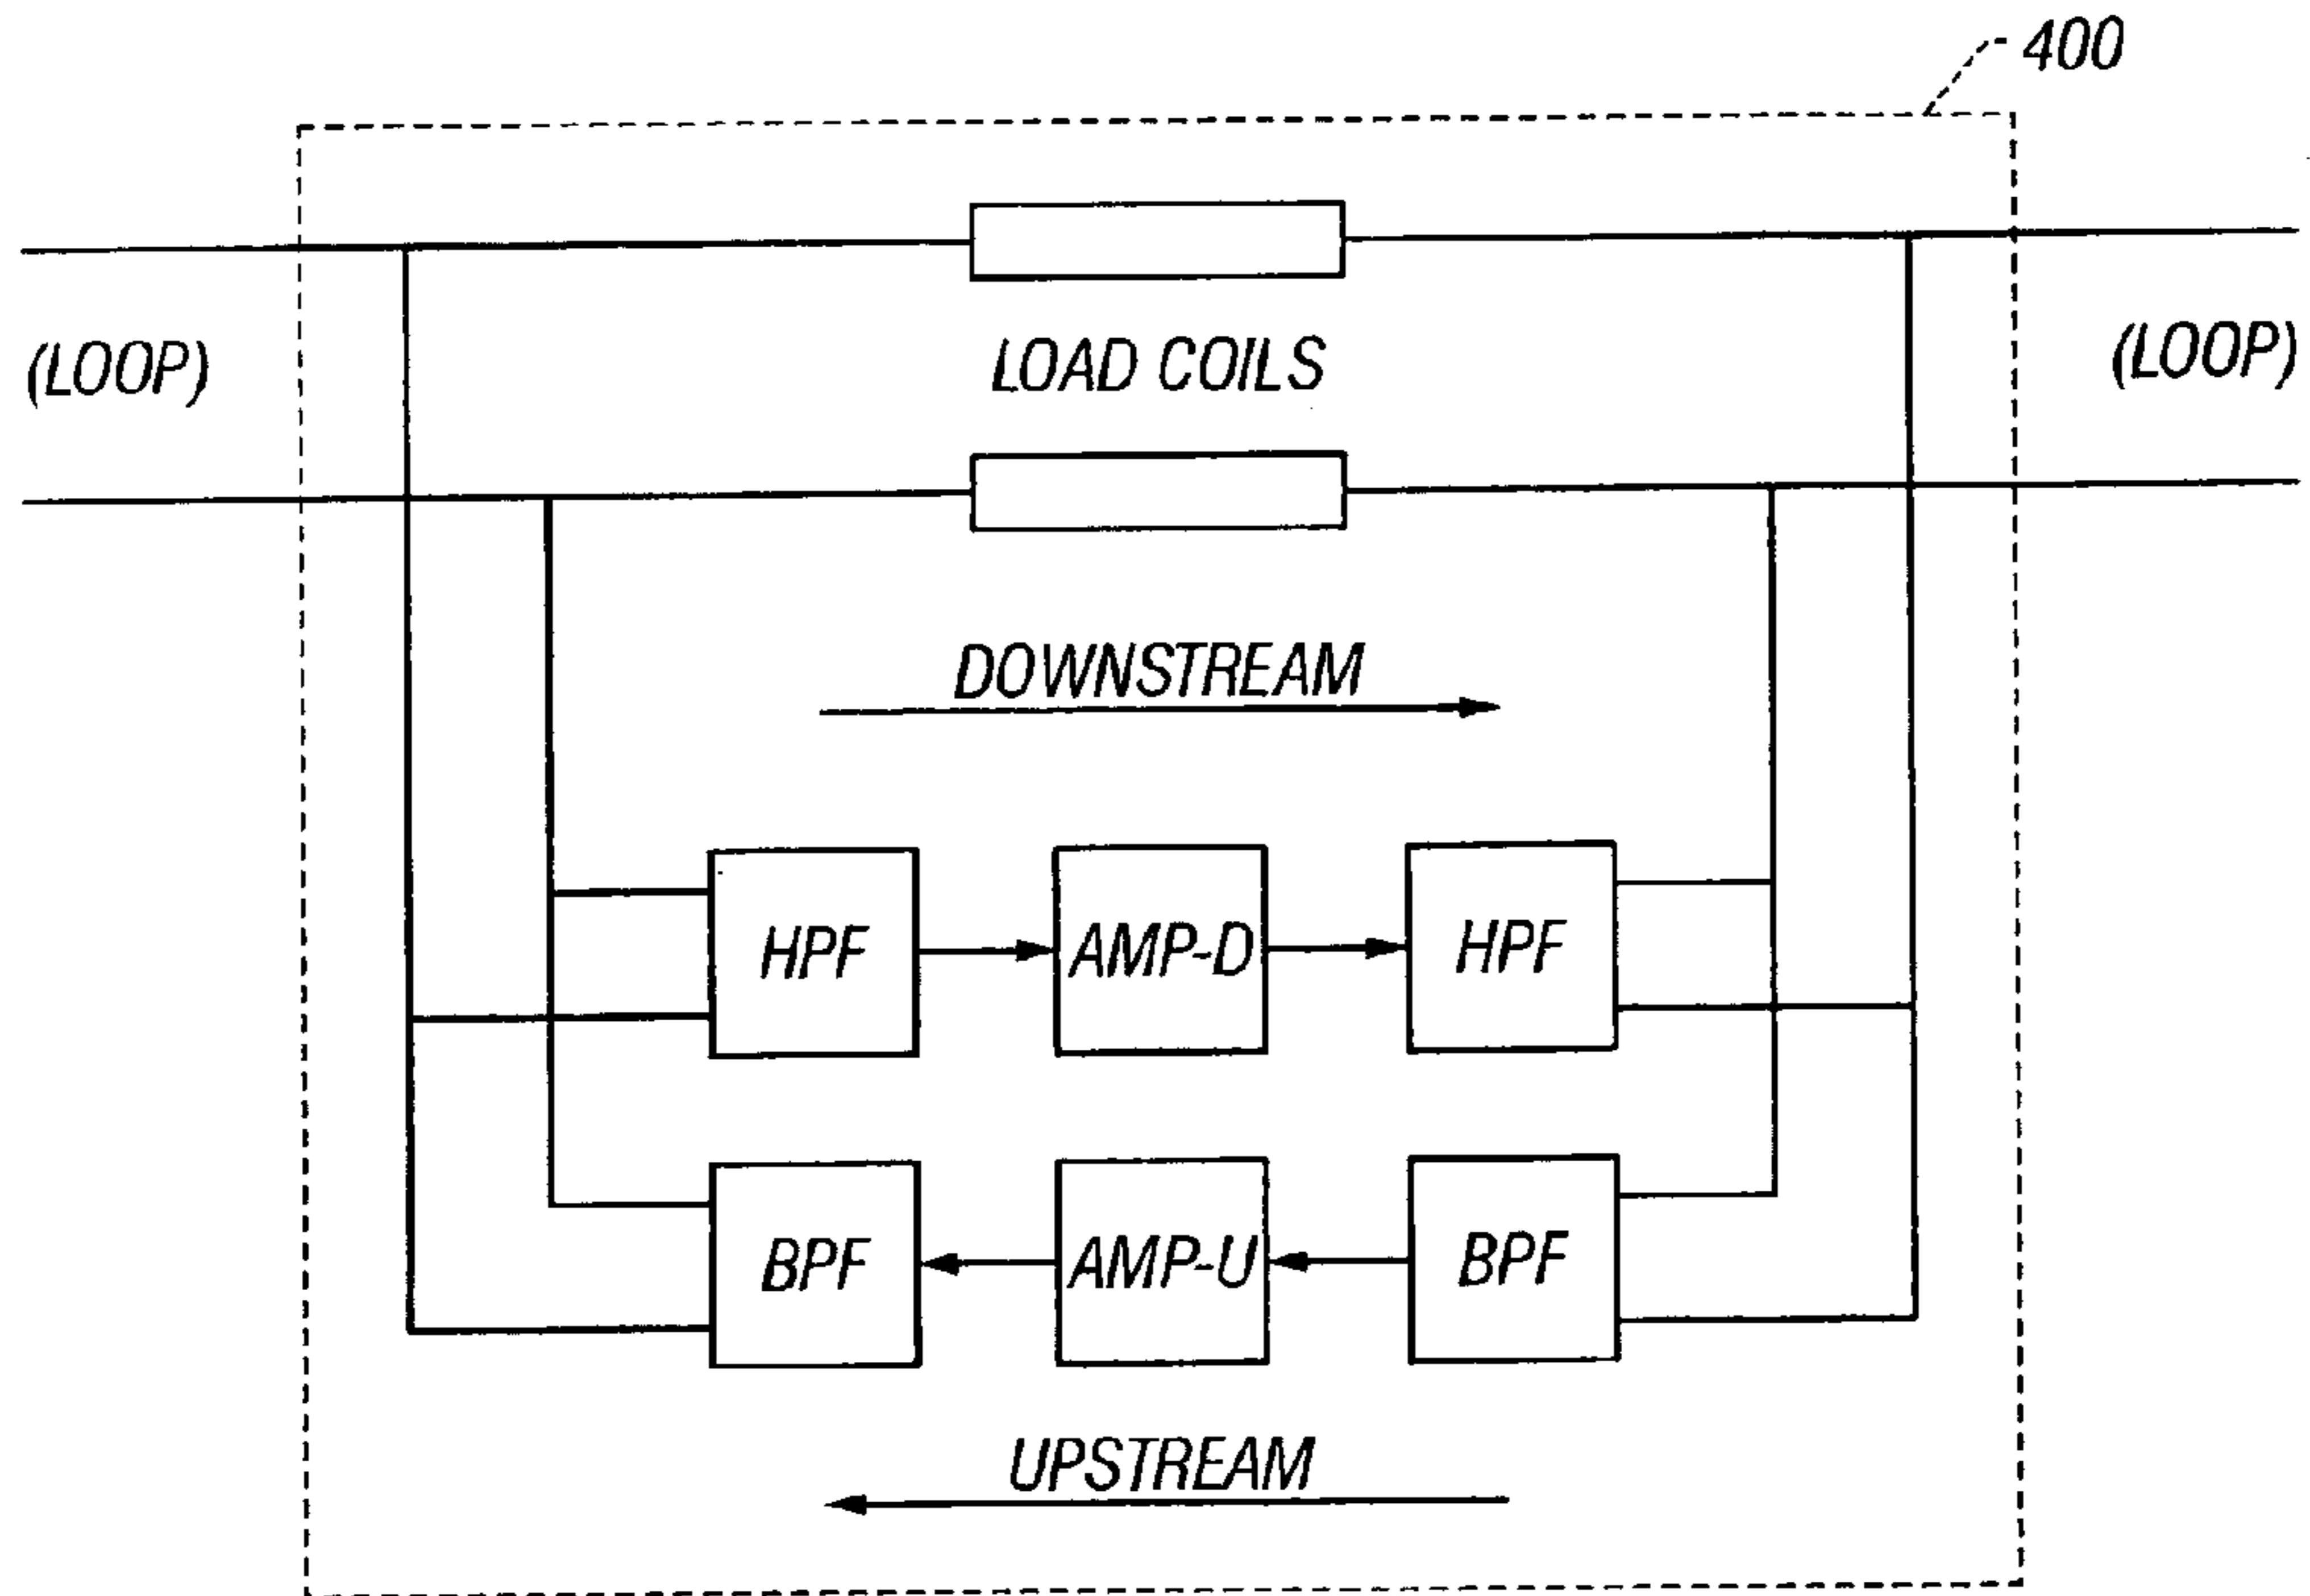 400
(LOOP)
LOAD COILS
(LOOP)
DOWNSTREAM
HPF
AMP-D
HPF
BPF
AMP-U
BPF
UPSTREAM